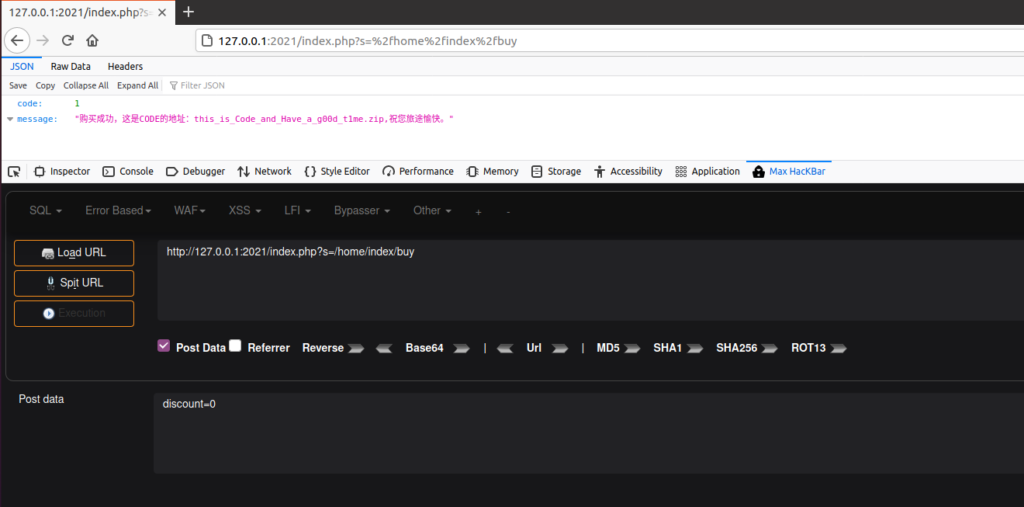 127.0.0.1:2021/index.php?s=
127.0.0.1:2021/index.php?s=%2fhome%2findex%2fbuy
JSON Raw Data Headers
Save Copy Collapse All Expand All Filter JSON
code: 1
message: "购买成功，这是CODE的地址：this_is_Code_and_Have_a_g00d_t1me.zip,祝您旅途愉快。"
Inspector Console Debugger Network Style Editor Performance Memory Storage Accessibility Application Max HacKBar
SQL Error Based WAF XSS LFI Bypasser Other + -
Load URL http://127.0.0.1:2021/index.php?s=/home/index/buy
Spit URL
Execution
Post Data Referrer Reverse Base64 | Url | MD5 SHA1 SHA256 ROT13
Post data discount=0